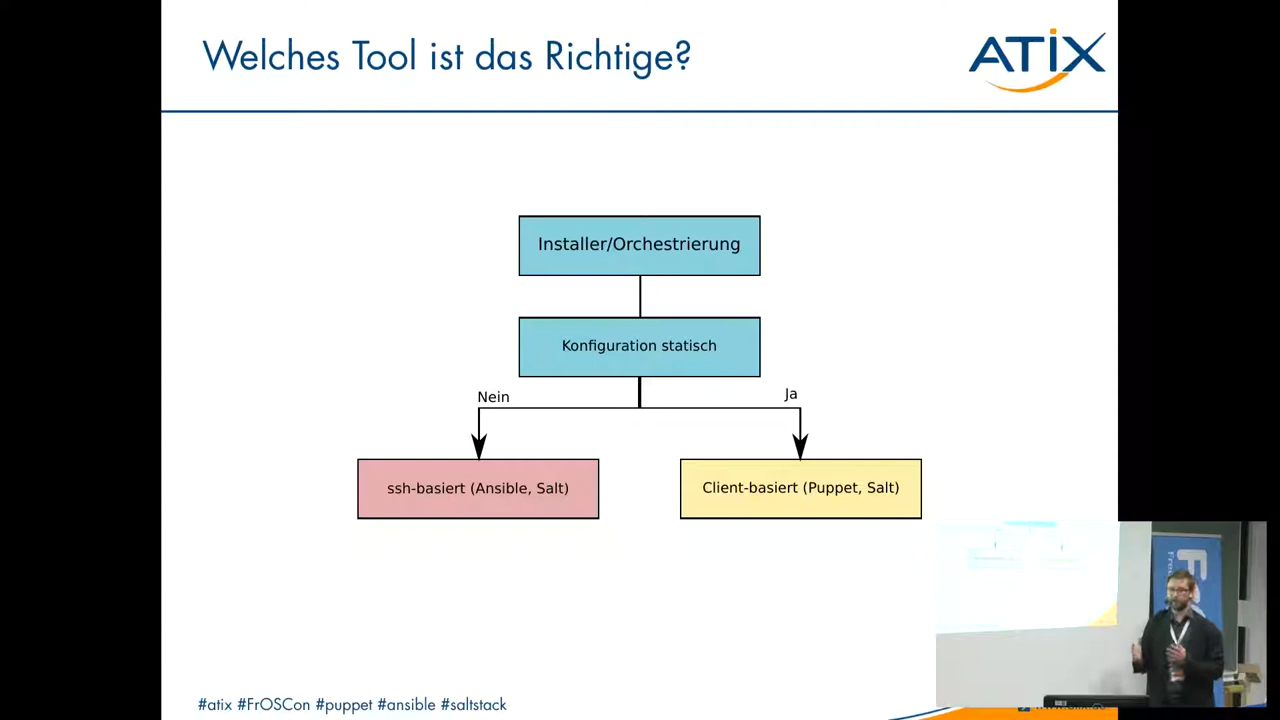 Welches Tool ist das Richtige?
ATIX
Installer/Orchestrierung
Konfiguration statisch
Nein
Ja
ssh-basiert (Ansible, Salt)
Client-basiert (Puppet, Salt)
#atix #FrOSCon #puppet #ansible #saltstack